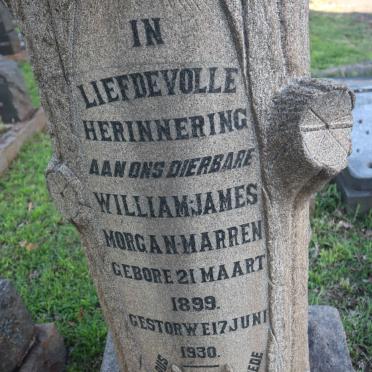 IN
LIEFDEVOLLE
HERINNERING
AAN ONS DIERBARE
WILLIAM JAMES
MORGAN-MARREN
GEBORE 21 MAART
1899.
GESTORWE 17 JUNI
1930.